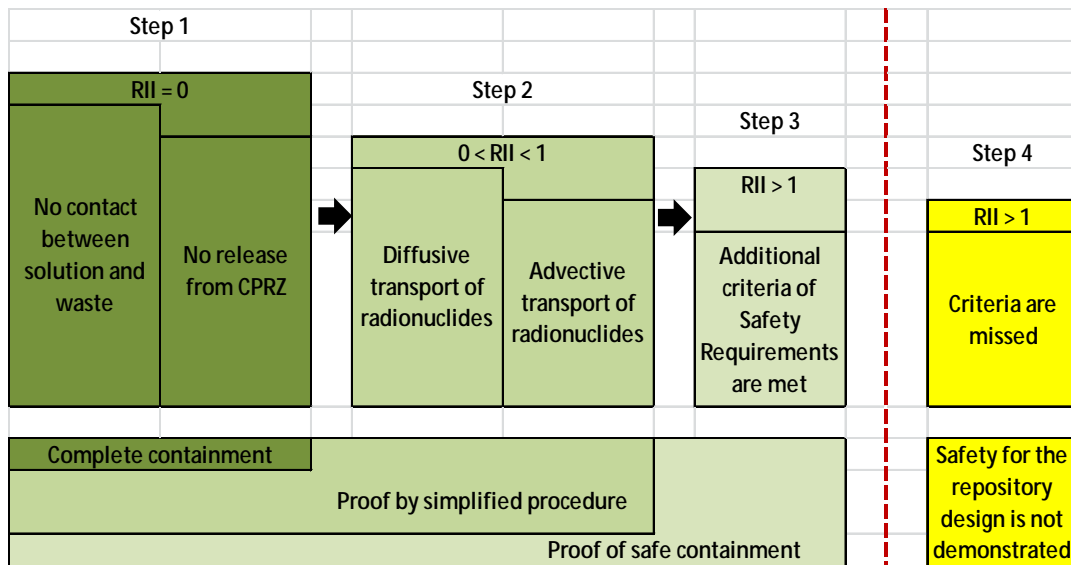 Step 1
RII = 0
No contact
between
solution and
waste
No release
from CPRZ
Step 2
0 < RII < 1
Diffusive
transport of
radionuclides
Advective
transport of
radionuclides
Step 3
RII > 1
Additional
criteria of
Safety
Requirements
are met
Step 4
RII > 1
Criteria are
missed
Complete containment
Proof by simplified procedure
Proof of safe containment
Safety for the
repository
design is not
demonstrated